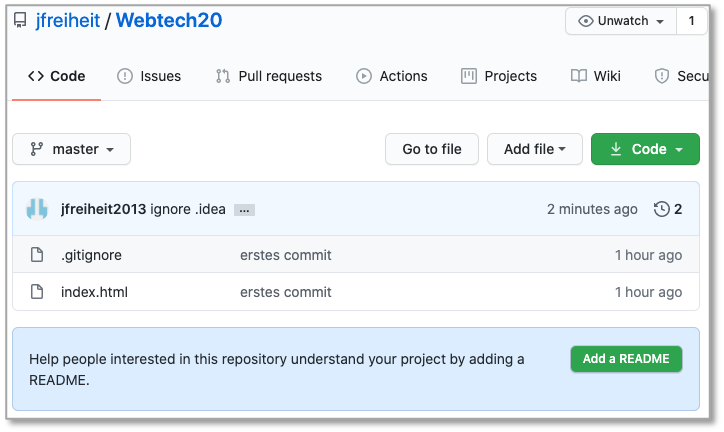 jfreiheit / Webtech20 Unwatch 1
Code Issues Pull requests Actions Projects Wiki Secu
master Go to file Add file Code
jfreiheit2013 ignore .idea ... 2 minutes ago 2
.gitignore erstes commit 1 hour ago
index.html erstes commit 1 hour ago
Help people interested in this repository understand your project by adding a
README.
Add a README